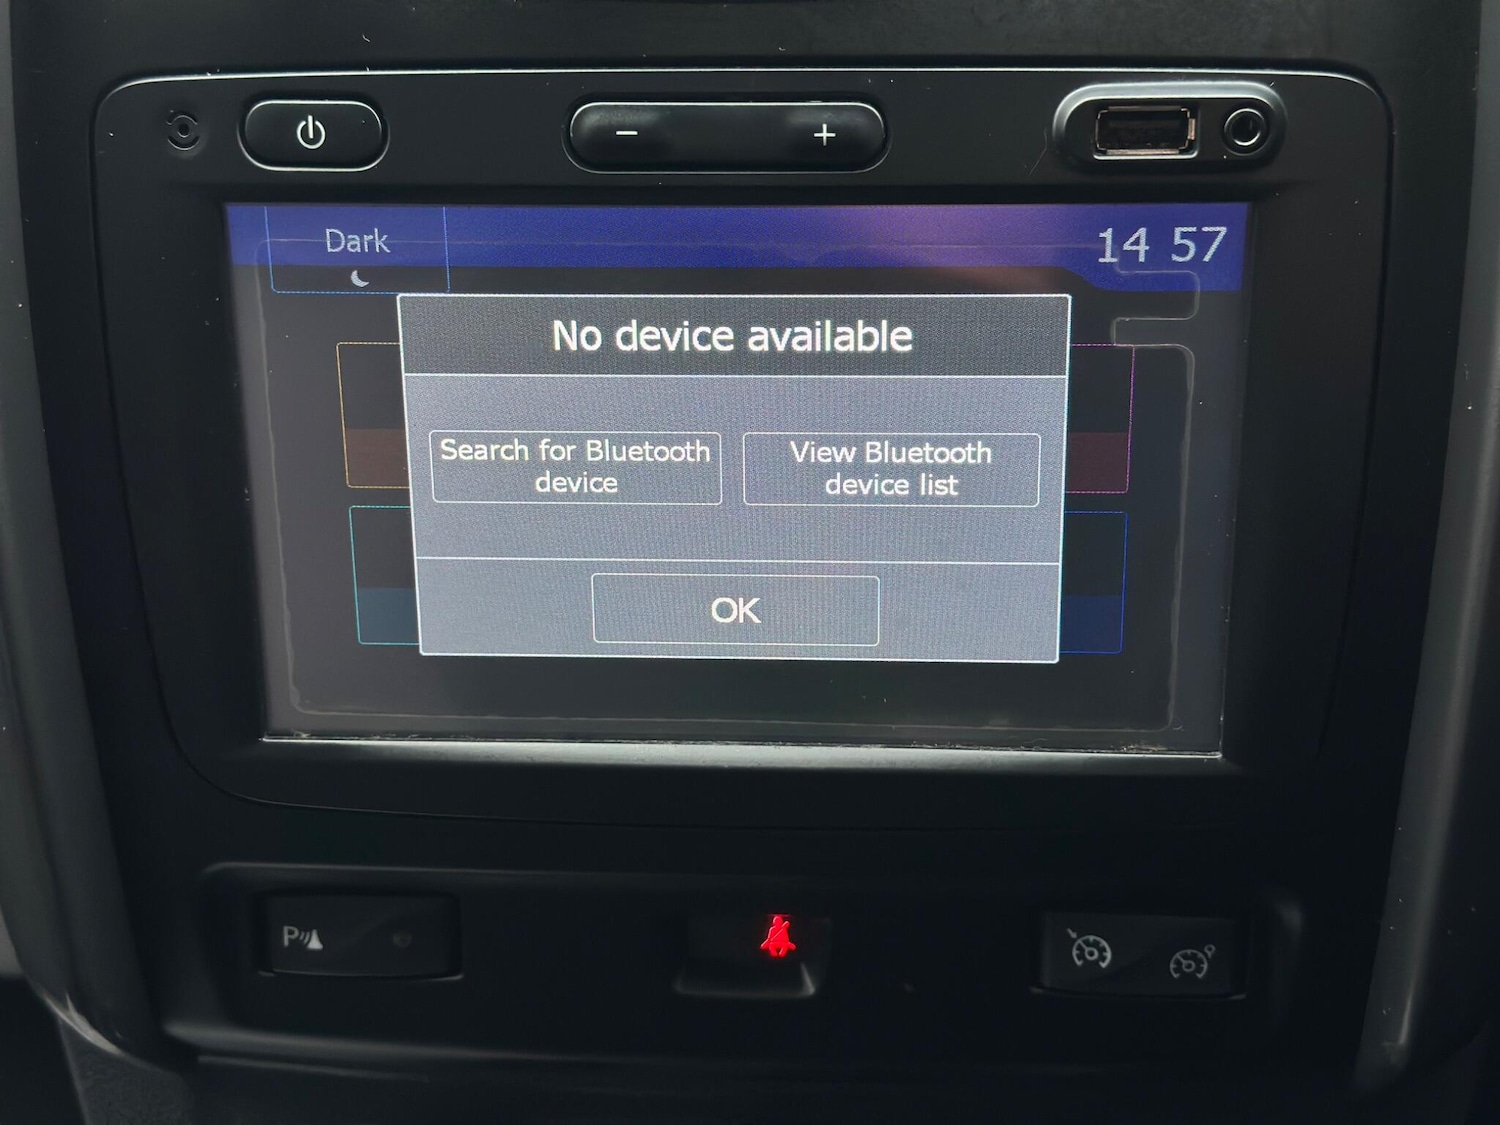 Dark
14 57
No device available
Search for Bluetooth
device
View Bluetooth
device list
OK
P